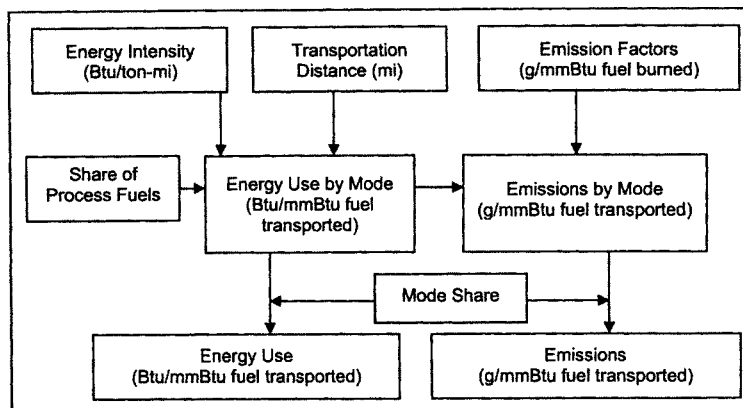 Energy Intensity
(Btu/ton-mi)
Transportation
Distance (mi)
Emission Factors
(g/mmBtu fuel burned)
Share of
Process Fuels
Energy Use by Mode
(Btu/mmBtu fuel
transported)
Emissions by Mode
(g/mmBtu fuel transported)
Mode Share
Energy Use
(Btu/mmBtu fuel transported)
Emissions
(g/mmBtu fuel transported)